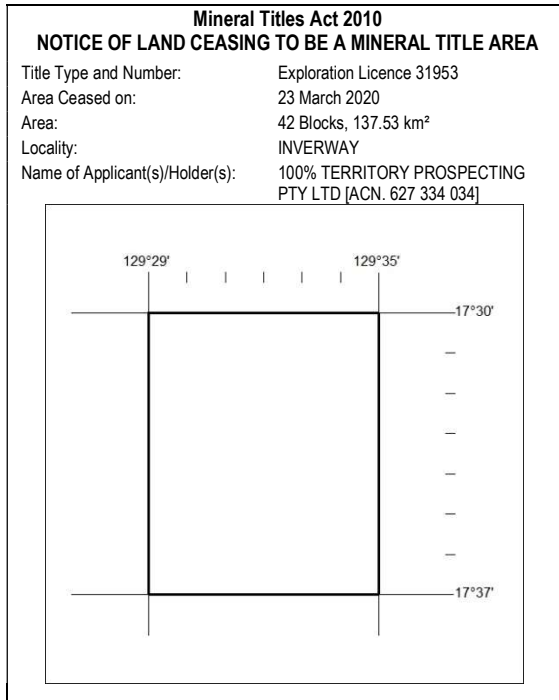 Mineral Titles Act 2010
NOTICE OF LAND CEASING TO BE A MINERAL TITLE AREA
Title Type and Number: Exploration Licence 31953
Area Ceased on: 23 March 2020
Area: 42 Blocks, 137.53 km²
Locality: INVERWAY
Name of Applicant(s)/Holder(s): 100% TERRITORY PROSPECTING
PTY LTD [ACN. 627 334 034]
129°29' 129°35'
17°30'
17°37'